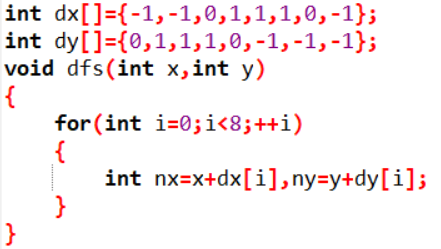 int dx[]={-1,-1,0,1,1,1,0,-1};
int dy[]={0,1,1,1,0,-1,-1,-1};
void dfs(int x,int y)
{
    for(int i=0;i<8;++i)
    {
        int nx=x+dx[i],ny=y+dy[i];
    }
}